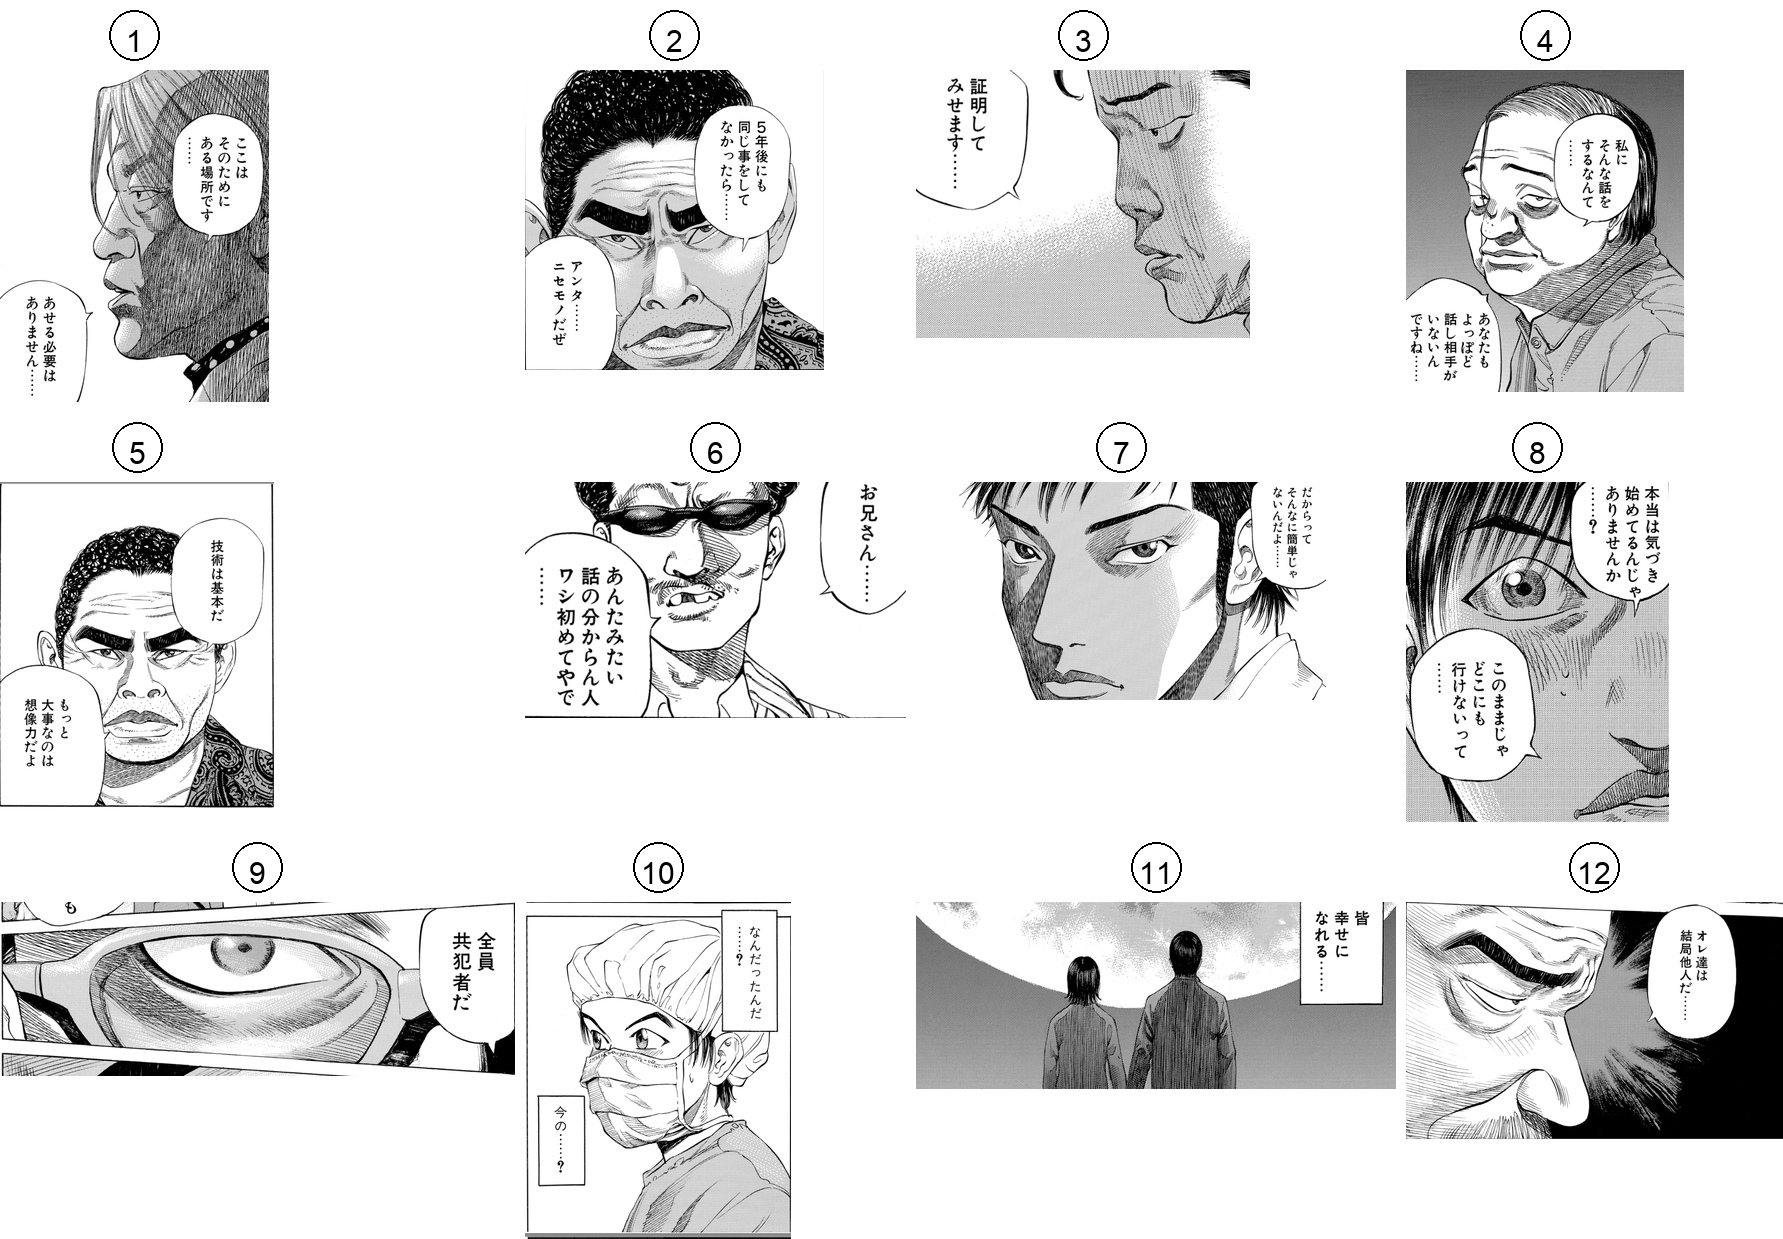 1
ここは
そのために
ある場所です
……
あせる必要は
ありません……
2
5年後にも
同じ事をして
なかったら……
アンタ……
ニセモノだぜ
3
証明して
みせます……
4
私に
そんな話を
するなんて
……
あなたも
よっぽど
話し相手が
いないん
ですね……
5
技術は基本だ
もっと
大事なのは
想像力だよ
6
お兄さん……
あんたみたい
話の分からん人
ワシ初めてやで
……
7
だからって
そんなに簡単じゃ
ないんだよ……
8
本当は気づき
始めてるんじゃ
ありませんか
……?
このままじゃ
どこにも
行けないって
……
9
も
全員
共犯者だ
10
なんだったんだ
……?
今の……?
11
皆
幸せに
なれる……
12
オレ達は
結局他人だ……